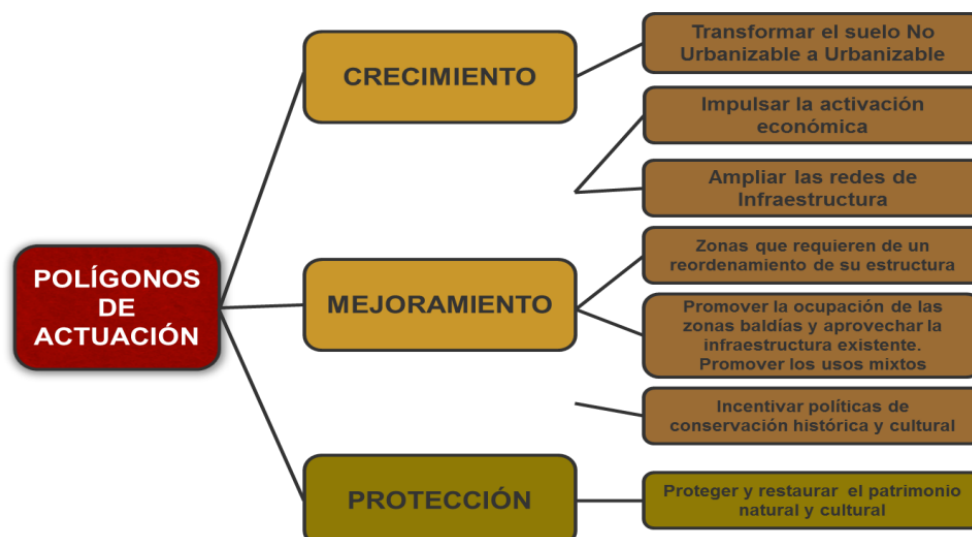 POLÍGONOS
DE
ACTUACIÓN
CRECIMIENTO
Transformar el suelo No
Urbanizable a Urbanizable
Impulsar la activación
económica
Ampliar las redes de
Infraestructura
MEJORAMIENTO
Zonas que requieren de un
reordenamiento de su estructura
Promover la ocupación de las
zonas baldías y aprovechar la
infraestructura existente.
Promover los usos mixtos
Incentivar políticas de
conservación histórica y cultural
PROTECCIÓN
Proteger y restaurar el patrimonio
natural y cultural